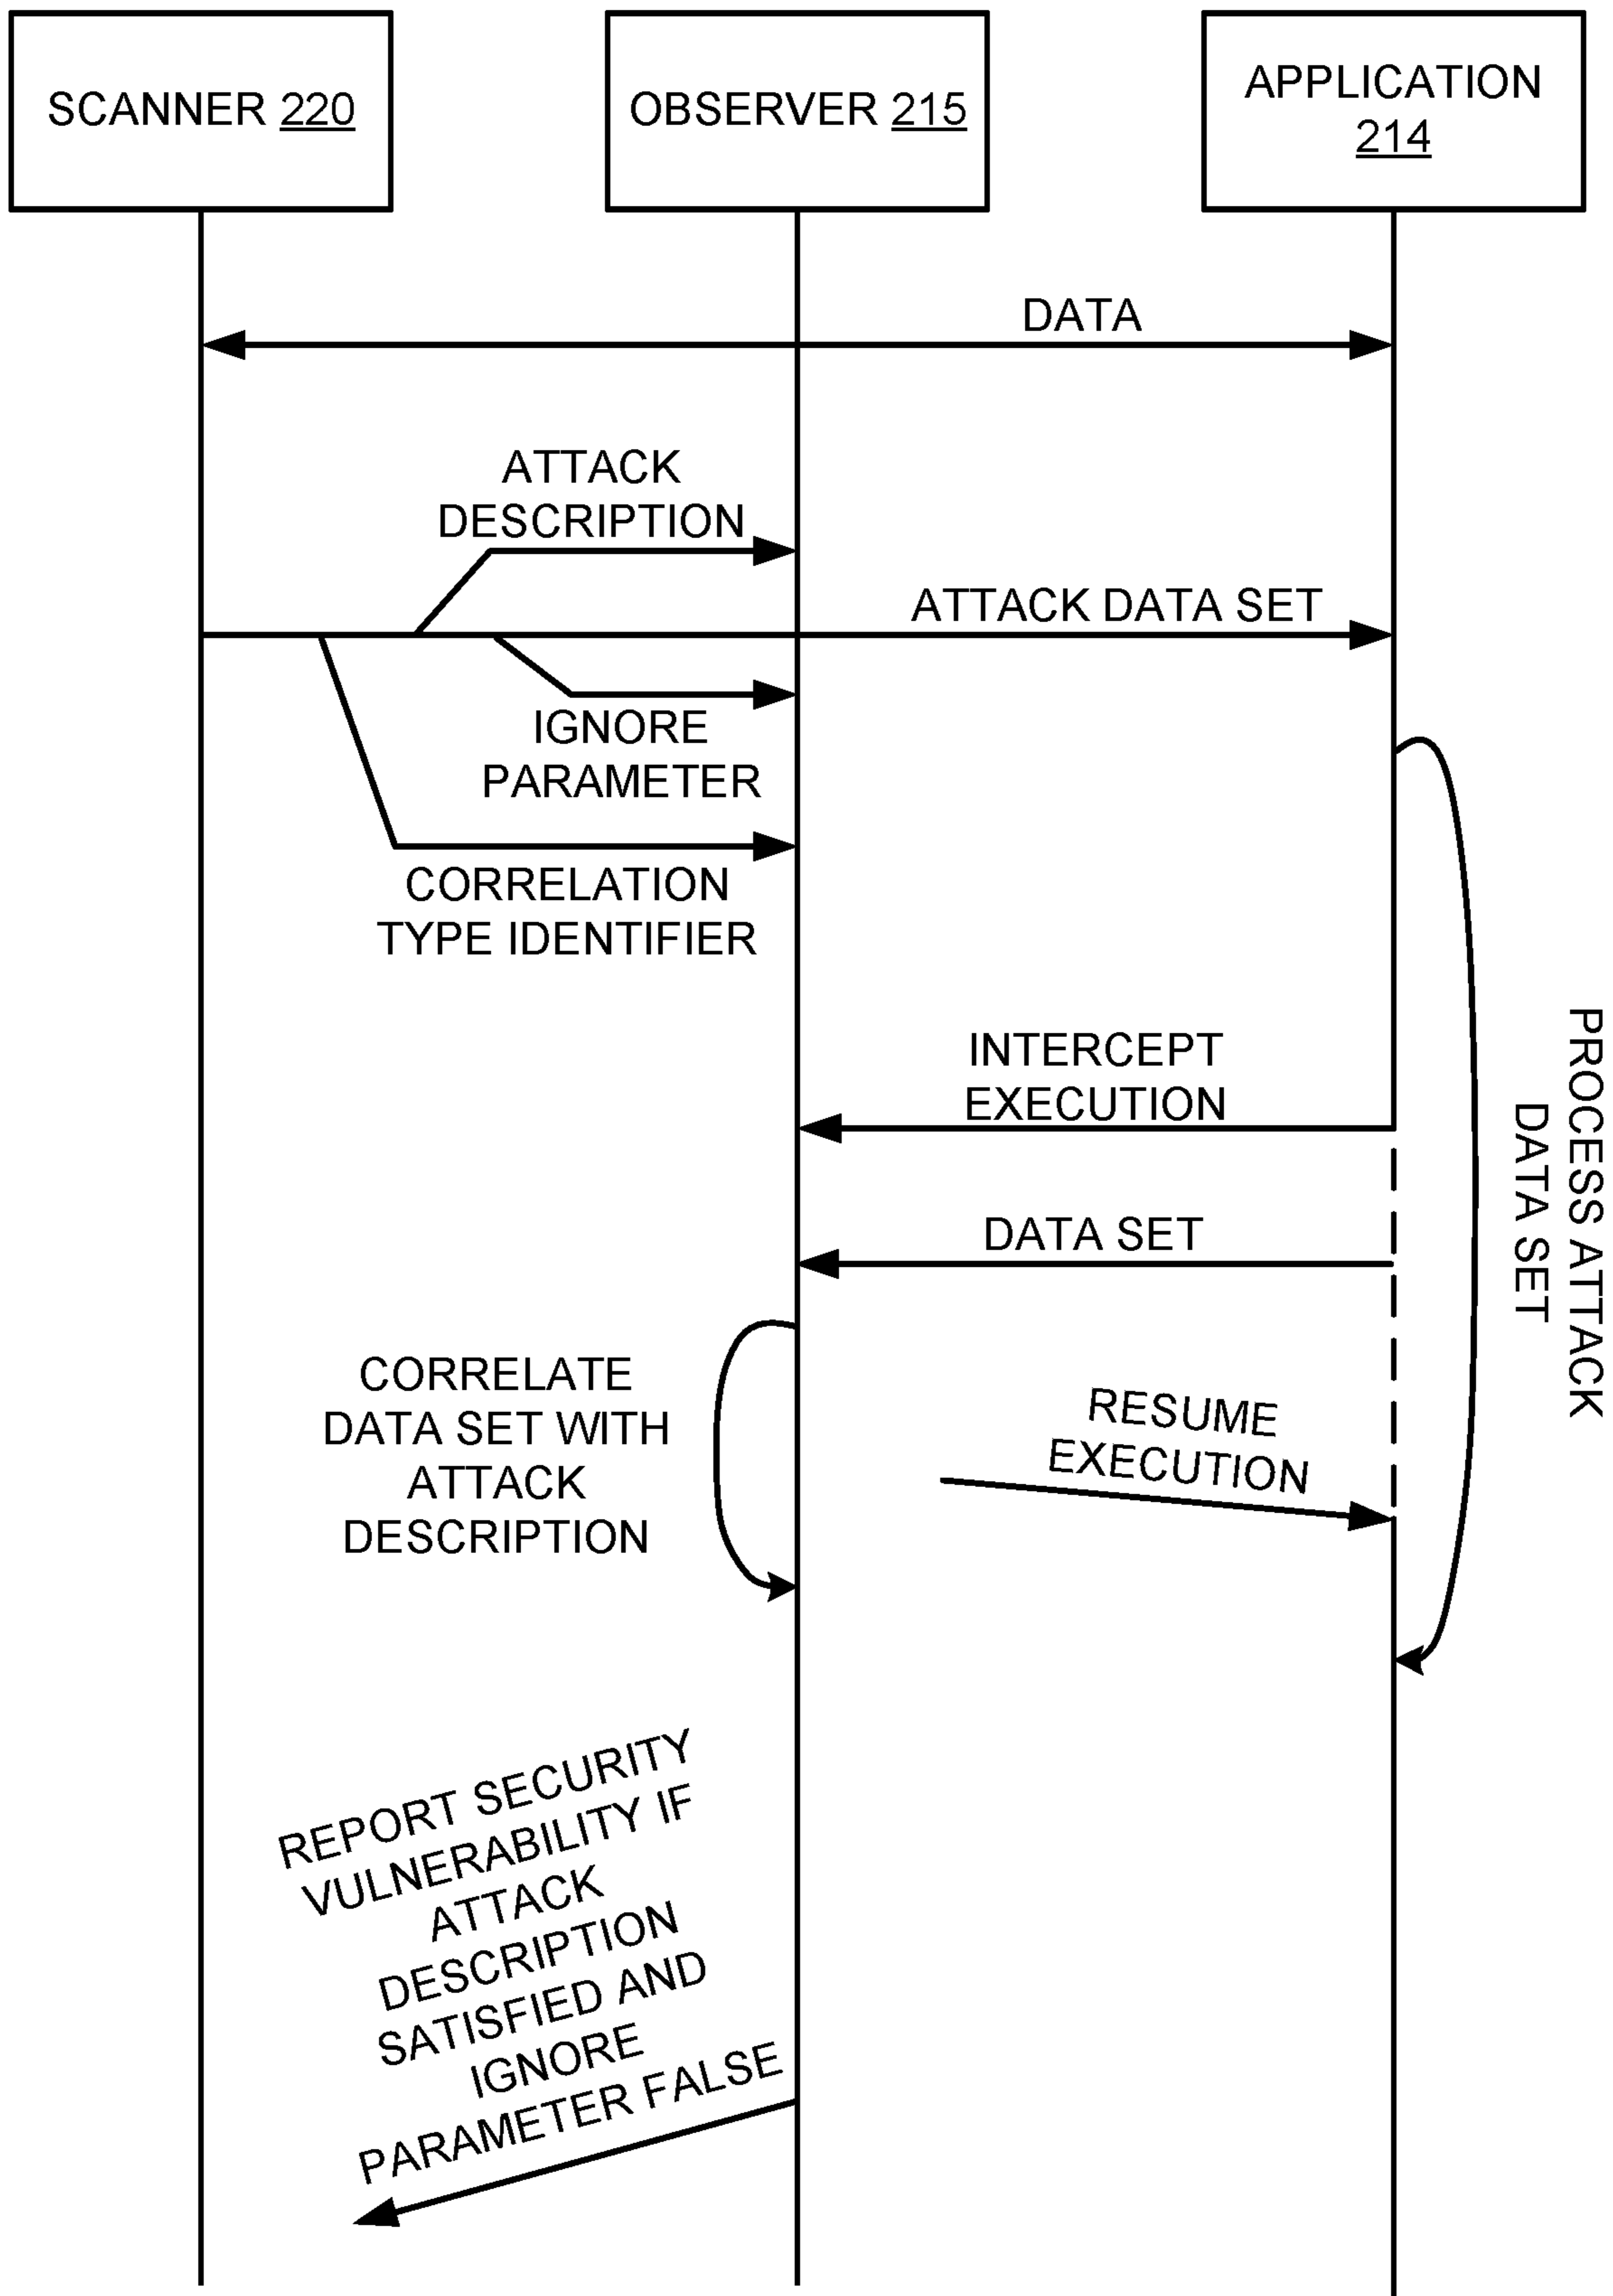 SCANNER 220
OBSERVER 215
APPLICATION
214
DATA
ATTACK
DESCRIPTION
ATTACK DATA SET
IGNORE
PARAMETER
CORRELATION
TYPE IDENTIFIER
INTERCEPT
EXECUTION
PROCESS ATTACK
DATA SET
DATA SET
CORRELATE
DATA SET WITH
ATTACK
DESCRIPTION
RESUME
EXECUTION
REPORT SECURITY
VULNERABILITY IF
ATTACK
DESCRIPTION
SATISFIED AND
IGNORE
PARAMETER FALSE